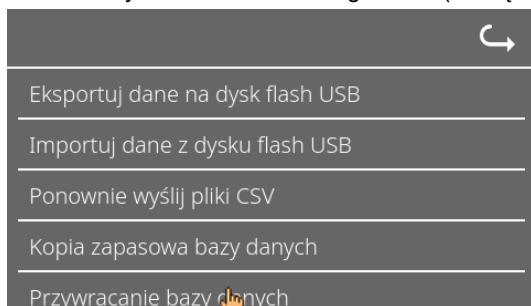 Eksportuj dane na dysk flash USB
Importuj dane z dysku flash USB
Ponownie wyślij pliki CSV
Kopia zapasowa bazy danych
Przywracanie bazy danych